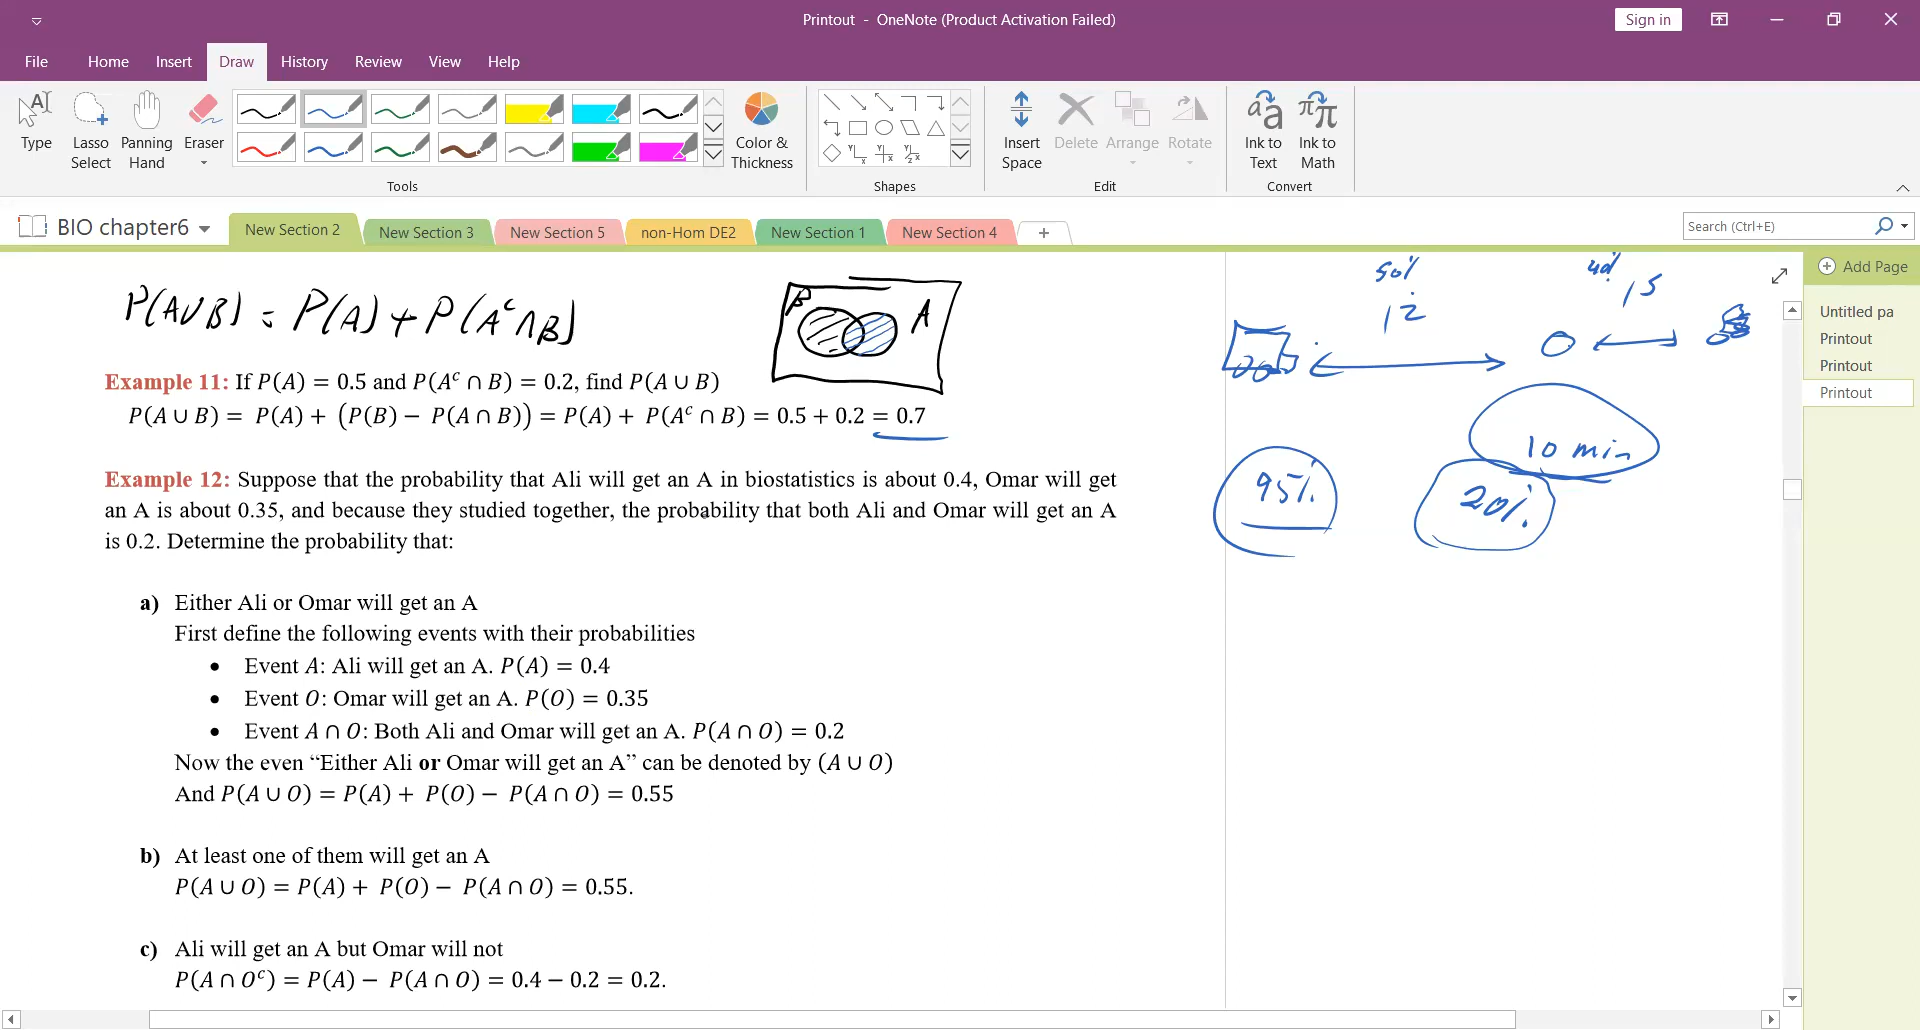 Printout - OneNote (Product Activation Failed)
Sign in
File Home Insert Draw History Review View Help
Type
Lasso Select
Panning Hand
Eraser
Color & Thickness
Insert Space
Delete
Arrange
Rotate
Ink to Text
Ink to Math
Tools
Shapes
Edit
Convert
BIO chapter6
New Section 2
New Section 3
New Section 5
non-Hom DE2
New Section 1
New Section 4
+
Search (Ctrl+E)
Add Page
Untitled pa
Printout
Printout
Printout
P(A∪B) = P(A) + P(Aᶜ∩B)
B A
Example 11: If P(A) = 0.5 and P(Aᶜ ∩ B) = 0.2, find P(A ∪ B)
P(A ∪ B) = P(A) + (P(B) − P(A ∩ B)) = P(A) + P(Aᶜ ∩ B) = 0.5 + 0.2 = 0.7
Example 12: Suppose that the probability that Ali will get an A in biostatistics is about 0.4, Omar will get
an A is about 0.35, and because they studied together, the probability that both Ali and Omar will get an A
is 0.2. Determine the probability that:
a) Either Ali or Omar will get an A
First define the following events with their probabilities
• Event A: Ali will get an A. P(A) = 0.4
• Event O: Omar will get an A. P(O) = 0.35
• Event A ∩ O: Both Ali and Omar will get an A. P(A ∩ O) = 0.2
Now the even “Either Ali or Omar will get an A” can be denoted by (A ∪ O)
And P(A ∪ O) = P(A) + P(O) − P(A ∩ O) = 0.55
b) At least one of them will get an A
P(A ∪ O) = P(A) + P(O) − P(A ∩ O) = 0.55.
c) Ali will get an A but Omar will not
P(A ∩ Oᶜ) = P(A) − P(A ∩ O) = 0.4 − 0.2 = 0.2.
50%
12
15
10 min
95%
20%